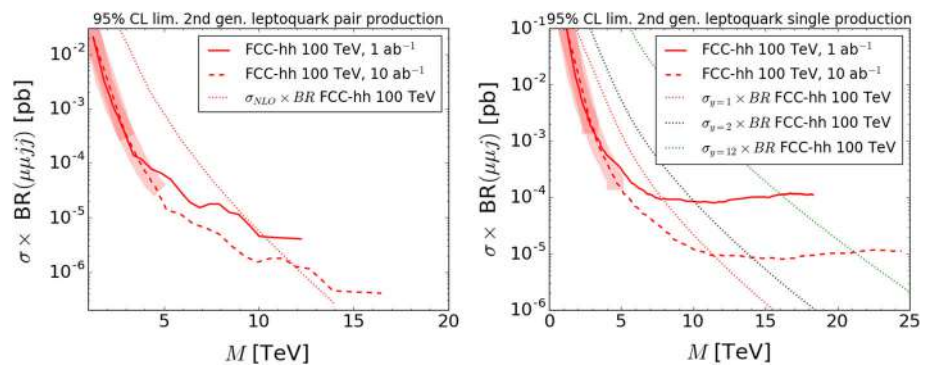 95% CL lim. 2nd gen. leptoquark pair production
σ × BR(μμjj) [pb]
10⁻²
10⁻³
10⁻⁴
10⁻⁵
10⁻⁶
FCC-hh 100 TeV, 1 ab⁻¹
FCC-hh 100 TeV, 10 ab⁻¹
σ_NLO × BR FCC-hh 100 TeV
5 10 15 20
M [TeV]
95% CL lim. 2nd gen. leptoquark single production
σ × BR(μμj) [pb]
10⁻¹
10⁻²
10⁻³
10⁻⁴
10⁻⁵
10⁻⁶
FCC-hh 100 TeV, 1 ab⁻¹
FCC-hh 100 TeV, 10 ab⁻¹
σ_y=1 × BR FCC-hh 100 TeV
σ_y=2 × BR FCC-hh 100 TeV
σ_y=12 × BR FCC-hh 100 TeV
0 5 10 15 20 25
M [TeV]